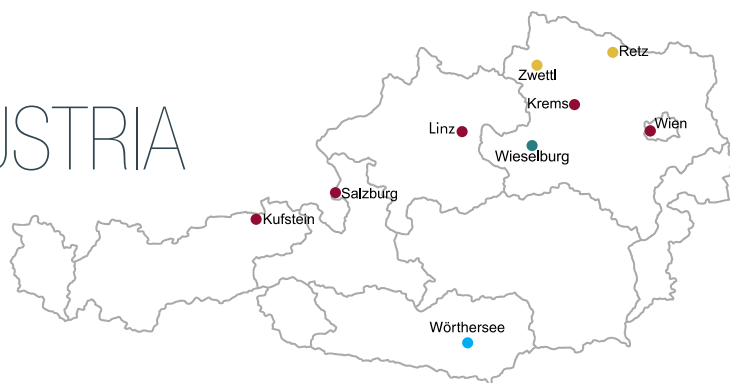 USTRIA
Retz
Zwettl
Krems
Wien
Linz
Wieselburg
Salzburg
Kufstein
Wörthersee